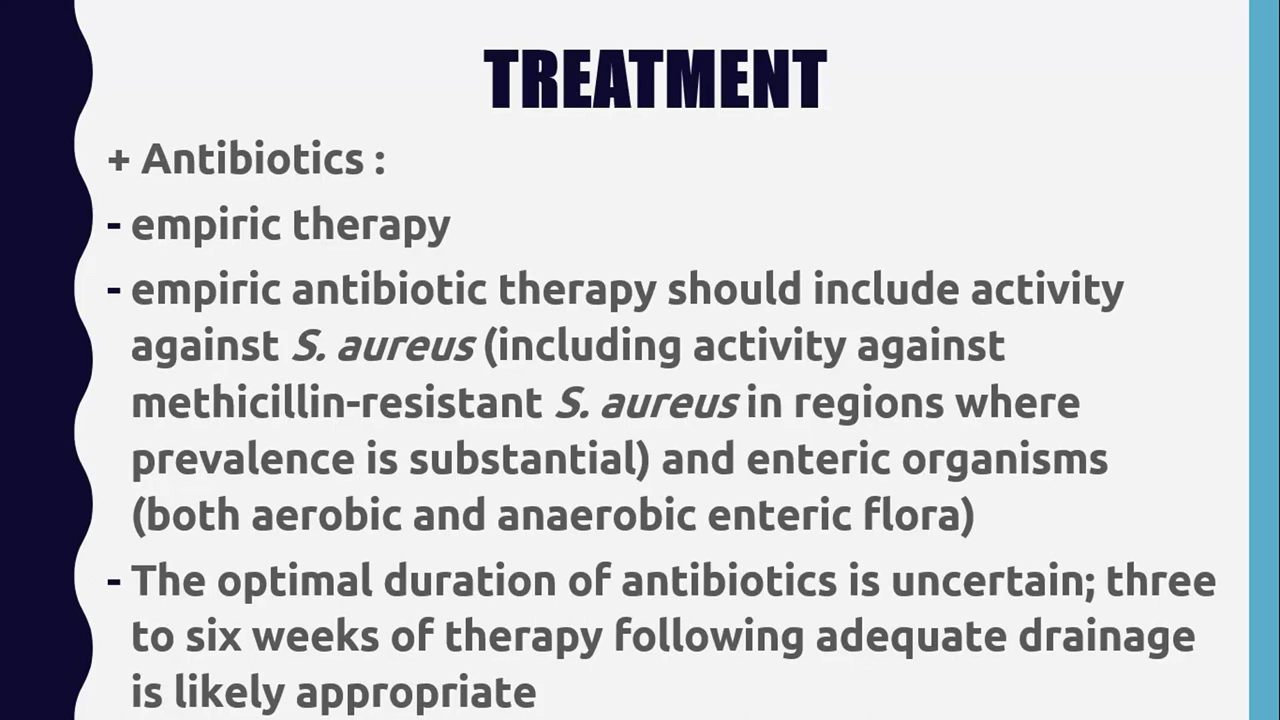 TREATMENT
+ Antibiotics :
- empiric therapy
- empiric antibiotic therapy should include activity
against S. aureus (including activity against
methicillin-resistant S. aureus in regions where
prevalence is substantial) and enteric organisms
(both aerobic and anaerobic enteric flora)
- The optimal duration of antibiotics is uncertain; three
to six weeks of therapy following adequate drainage
is likely appropriate